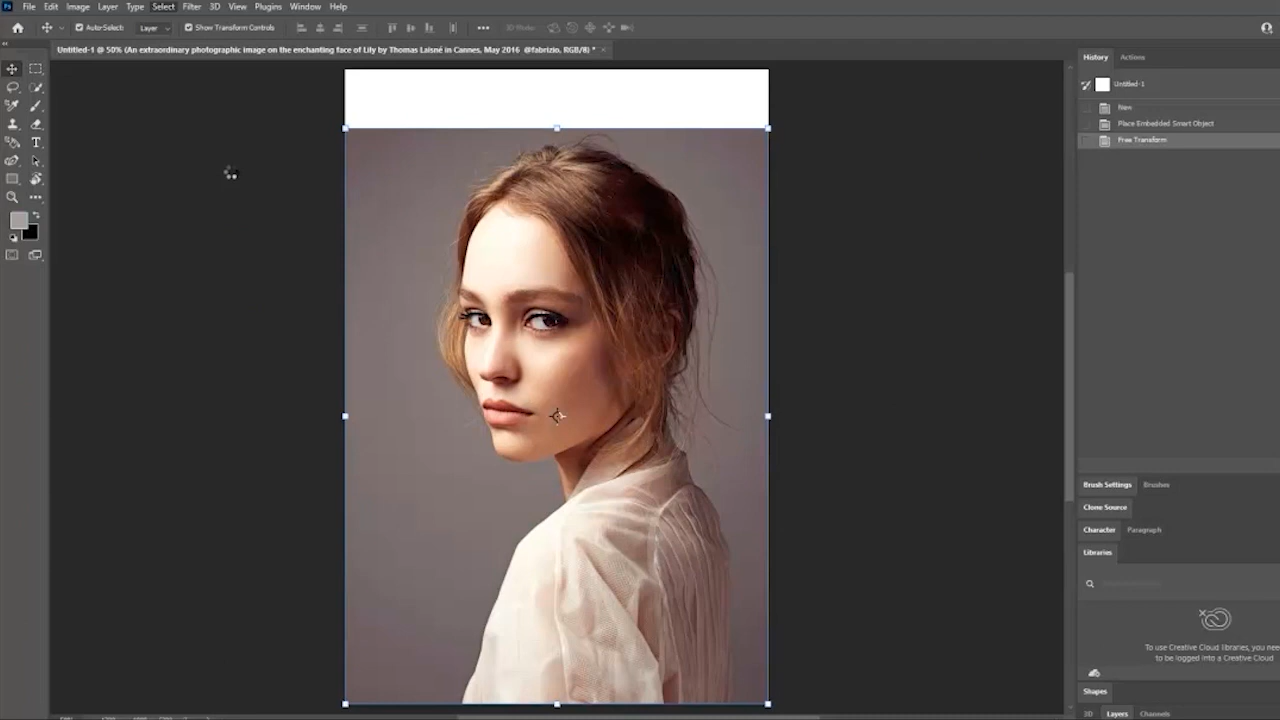 Ps File Edit Image Layer Type Select Filter 3D View Plugins Window Help
Auto-Select: Layer Show Transform Controls
Untitled-1 @ 50% (An extraordinary photographic image on the enchanting face of Lily by Thomas Laisné in Cannes, May 2016 @fabrizio, RGB/8) *
History Actions
Untitled-1
New
Place Embedded Smart Object
Free Transform
T
Brush Settings Brushes
Clone Source
Character Paragraph
Libraries
To use Creative Cloud libraries, you need
to be logged into a Creative Cloud
Shapes
3D Layers Channels